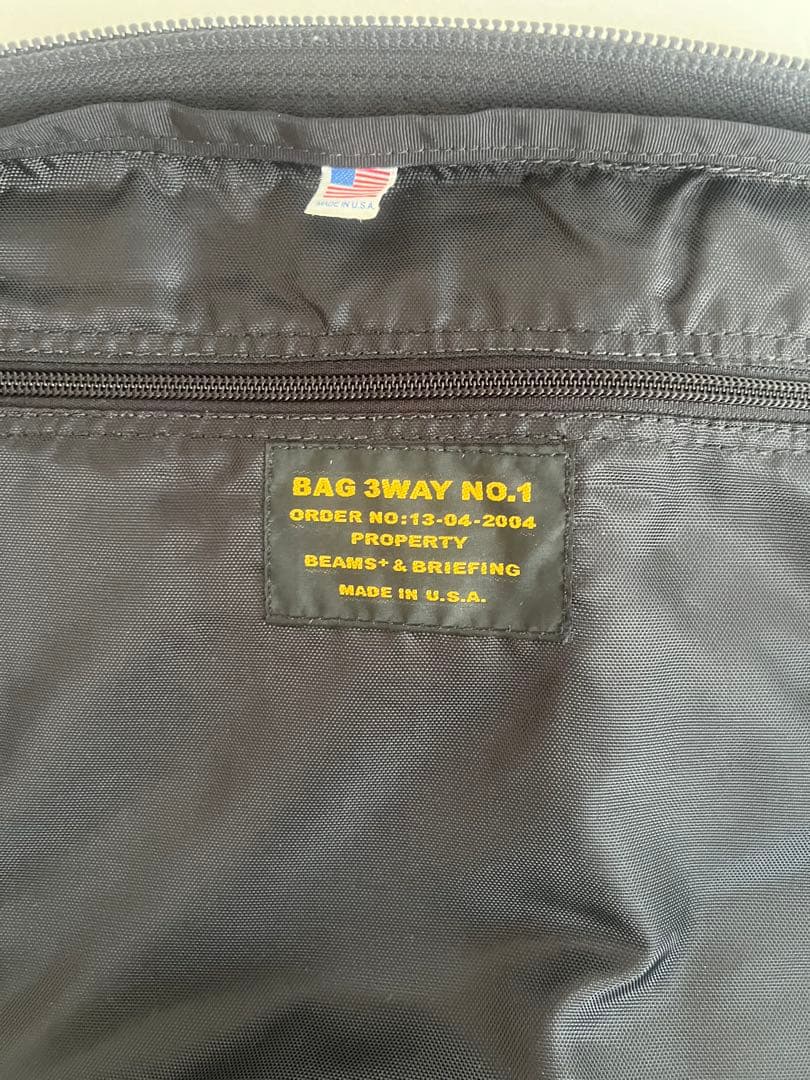 MADE IN U.S.A.
BAG 3WAY NO.1
ORDER NO:13-04-2004
PROPERTY
BEAMS+ & BRIEFING
MADE IN U.S.A.